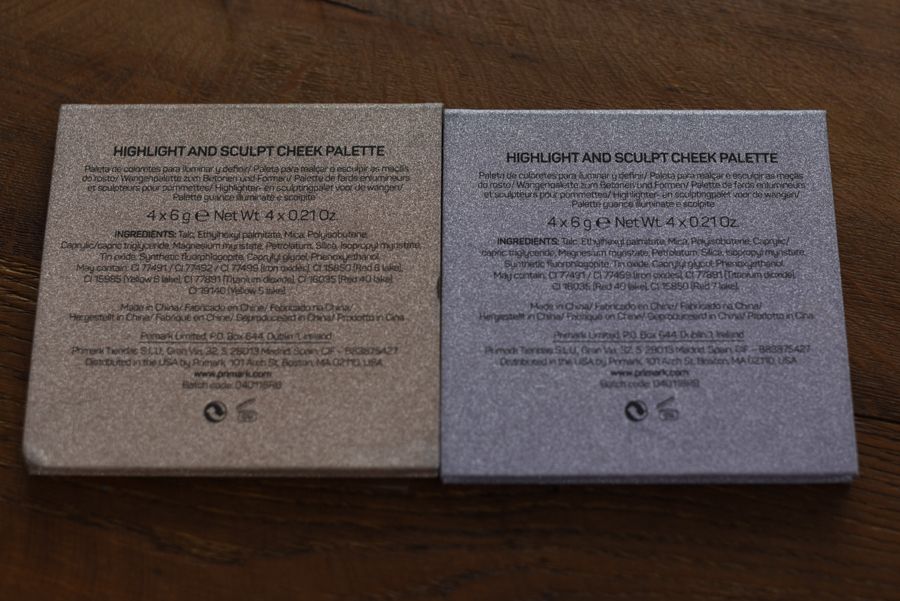 HIGHLIGHT AND SCULPT CHEEK PALETTE
Paleta de coloretes para iluminar y definir/ Paleta para realçar e esculpir as maçãs
do rosto/ Wangenpalette zum Betonen und Formen/ Palette de fards enlumineurs
et sculpteurs pour pommettes/ Highlighter- en sculptingpalet voor de wangen/
Palette guance illuminate e scolpite
4 x 6 g ℮ Net Wt. 4 x 0.21 Oz.
INGREDIENTS: Talc, Ethylhexyl palmitate, Mica, Polyisobutene,
Caprylic/capric triglyceride, Magnesium myristate, Petrolatum, Silica, Isopropyl myristate,
Tin oxide, Synthetic fluorphlogopite, Caprylyl glycol, Phenoxyethanol.
May contain: CI 77491 / CI 77492 / CI 77499 (Iron oxides), CI 15850 (Red 6 lake),
CI 15985 (Yellow 6 lake), CI 77891 (Titanium dioxide), CI 16035 (Red 40 lake),
CI 19140 (Yellow 5 lake).
Made in China/ Fabricado en China/ Fabricado na China/
Hergestellt in China/ Fabriqué en Chine/ Geproduceerd in China/ Prodotto in Cina
Primark Limited, P.O. Box 644, Dublin 1, Ireland
Primark Tiendas S.L.U., Gran Via, 32, 5 28013 Madrid, Spain, CIF - B83875427
Distributed in the USA by Primark, 101 Arch St, Boston, MA 02110, USA
www.primark.com
Batch code:
HIGHLIGHT AND SCULPT CHEEK PALETTE
Paleta de coloretes para iluminar y definir/ Paleta para realçar e esculpir as maçãs
do rosto/ Wangenpalette zum Betonen und Formen/ Palette de fards enlumineurs
et sculpteurs pour pommettes/ Highlighter- en sculptingpalet voor de wangen/
Palette guance illuminate e scolpite
4 x 6 g ℮ Net Wt. 4 x 0.21 Oz.
INGREDIENTS: Talc, Ethylhexyl palmitate, Mica, Polyisobutene, Caprylic/
capric triglyceride, Magnesium myristate, Petrolatum, Silica, Isopropyl myristate,
Synthetic fluorphlogopite, Tin oxide, Caprylyl glycol, Phenoxyethanol.
May contain: CI 77491 / CI 77499 (Iron oxides), CI 77891 (Titanium dioxide),
CI 16035 (Red 40 lake), CI 15850 (Red 7 lake).
Made in China/ Fabricado en China/ Fabricado na China/
Hergestellt in China/ Fabriqué en Chine/ Geproduceerd in China/ Prodotto in Cina
Primark Limited, P.O. Box 644, Dublin 1, Ireland
Primark Tiendas S.L.U., Gran Via, 32, 5 28013 Madrid, Spain, CIF - B83875427
Distributed in the USA by Primark, 101 Arch St, Boston, MA 02110, USA
www.primark.com
Batch code: